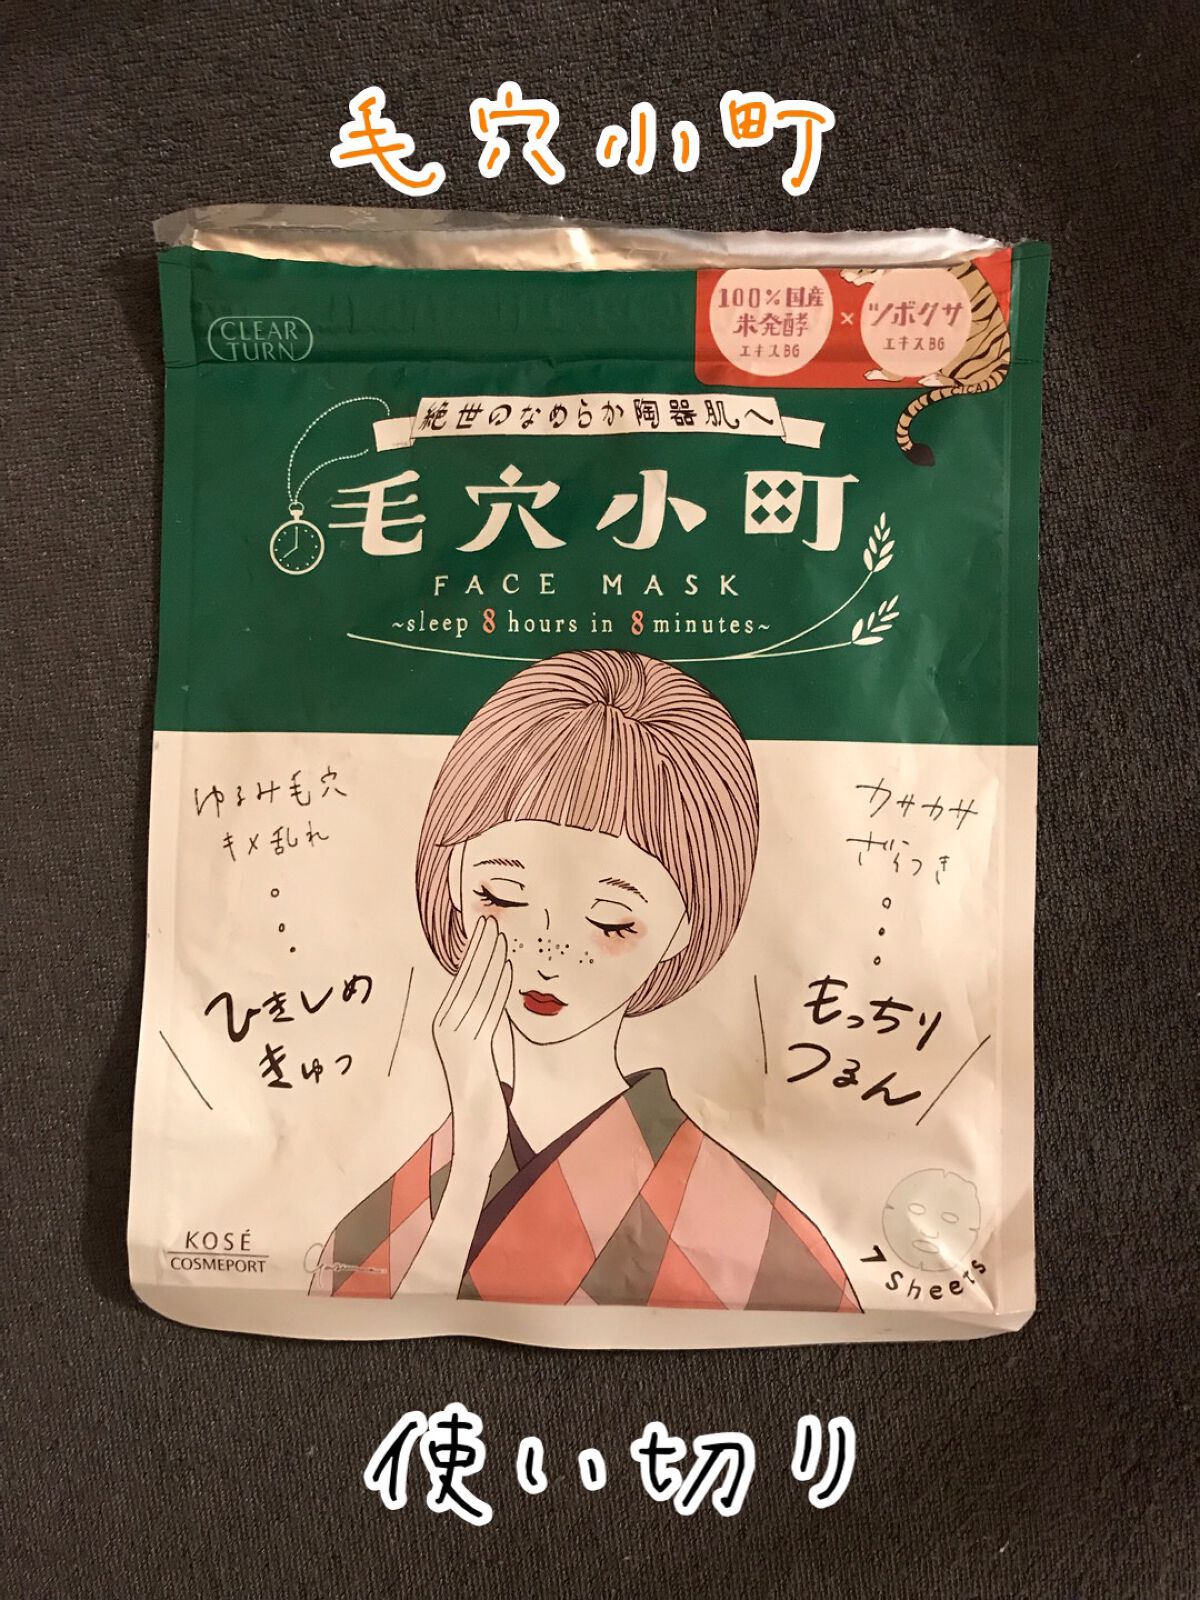 毛穴小町
CLEAR
TURN
100%国産
米発酵
エキスBG
×
ツボクサ
エキスBG
CICA
絶世のなめらか陶器肌へ
毛穴小町
FACE MASK
~sleep 8 hours in 8 minutes~
ゆるみ毛穴
キメ乱れ
ひきしめ
きゅっ
カサカサ
ざらつき
もっちり
つるん
KOSÉ
COSMEPORT
7 Sheets
使い切り